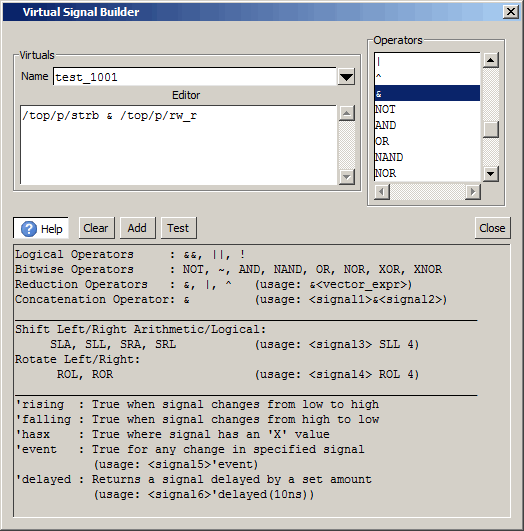 Virtual Signal Builder
Virtuals
Name test_1001
Editor
/top/p/strb & /top/p/rw_r
Operators
|
^
&
NOT
AND
OR
NAND
NOR
? Help Clear Add Test Close
Logical Operators : &&, ||, !
Bitwise Operators : NOT, ~, AND, NAND, OR, NOR, XOR, XNOR
Reduction Operators : &, |, ^ (usage: &<vector_expr>)
Concatenation Operator: & (usage: <signal1>&<signal2>)
Shift Left/Right Arithmetic/Logical:
SLA, SLL, SRA, SRL (usage: <signal3> SLL 4)
Rotate Left/Right:
ROL, ROR (usage: <signal4> ROL 4)
'rising : True when signal changes from low to high
'falling : True when signal changes from high to low
'hasx : True where signal has an 'X' value
'event : True for any change in specified signal
(usage: <signal5>'event)
'delayed : Returns a signal delayed by a set amount
(usage: <signal6>'delayed(10ns))